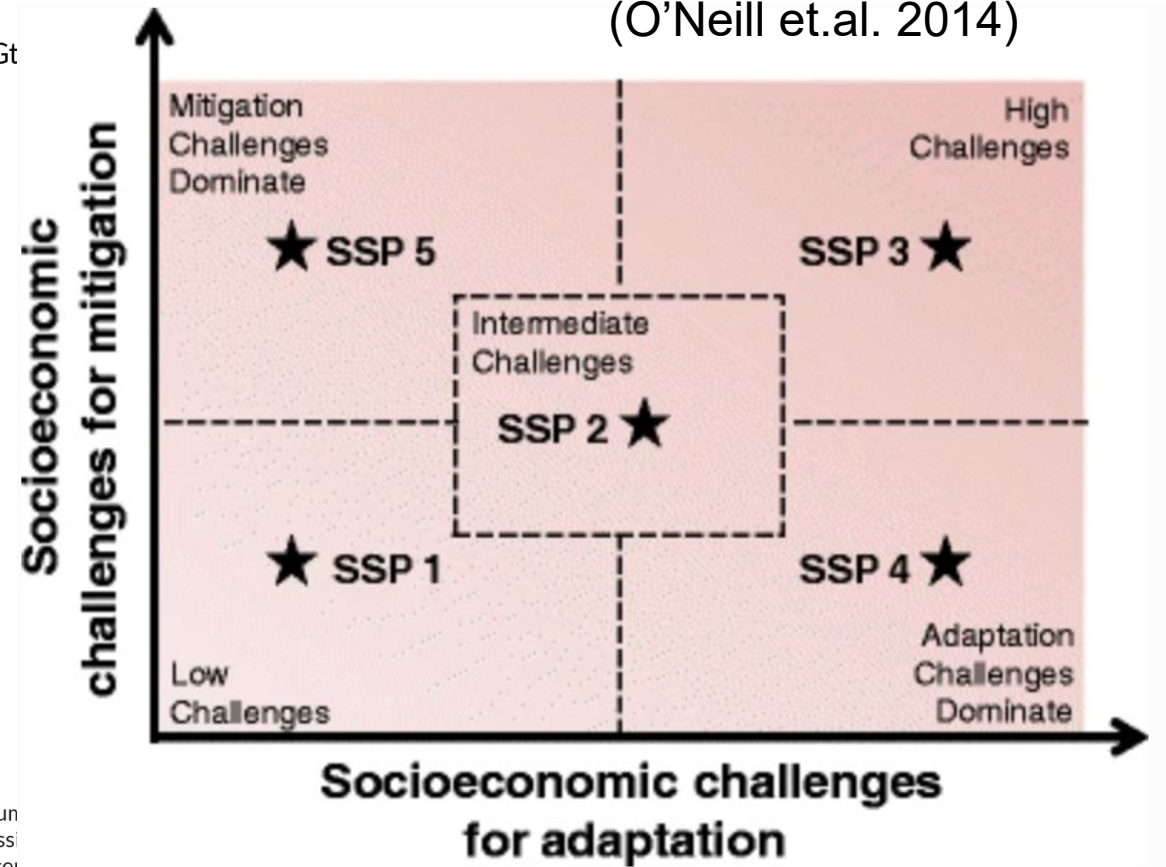 (O’Neill et.al. 2014)
Gt
Socioeconomic
challenges for mitigation
Mitigation
Challenges
Dominate
High
Challenges
SSP 5
SSP 3
Intermediate
Challenges
SSP 2
SSP 1
SSP 4
Low
Challenges
Adaptation
Challenges
Dominate
Socioeconomic challenges
for adaptation